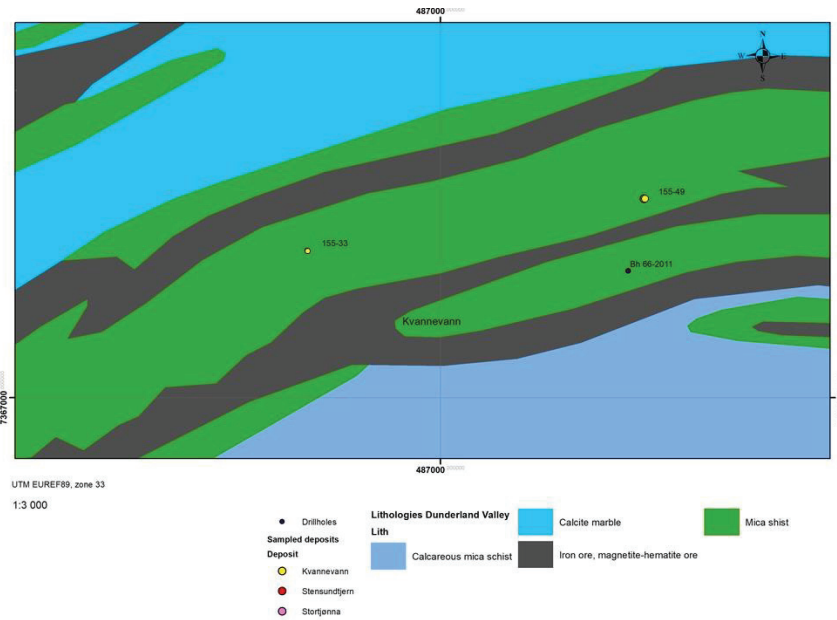 487000
N
W E
S
155-49
155-33
Bh 66-2011
Kvannevann
7367000
487000
UTM EUREF89, zone 33
1:3 000
Drillholes
Sampled deposits
Deposit
Kvannevann
Stensundtjern
Stortjønna
Lithologies Dunderland Valley
Lith
Calcareous mica schist
Calcite marble
Iron ore, magnetite-hematite ore
Mica shist